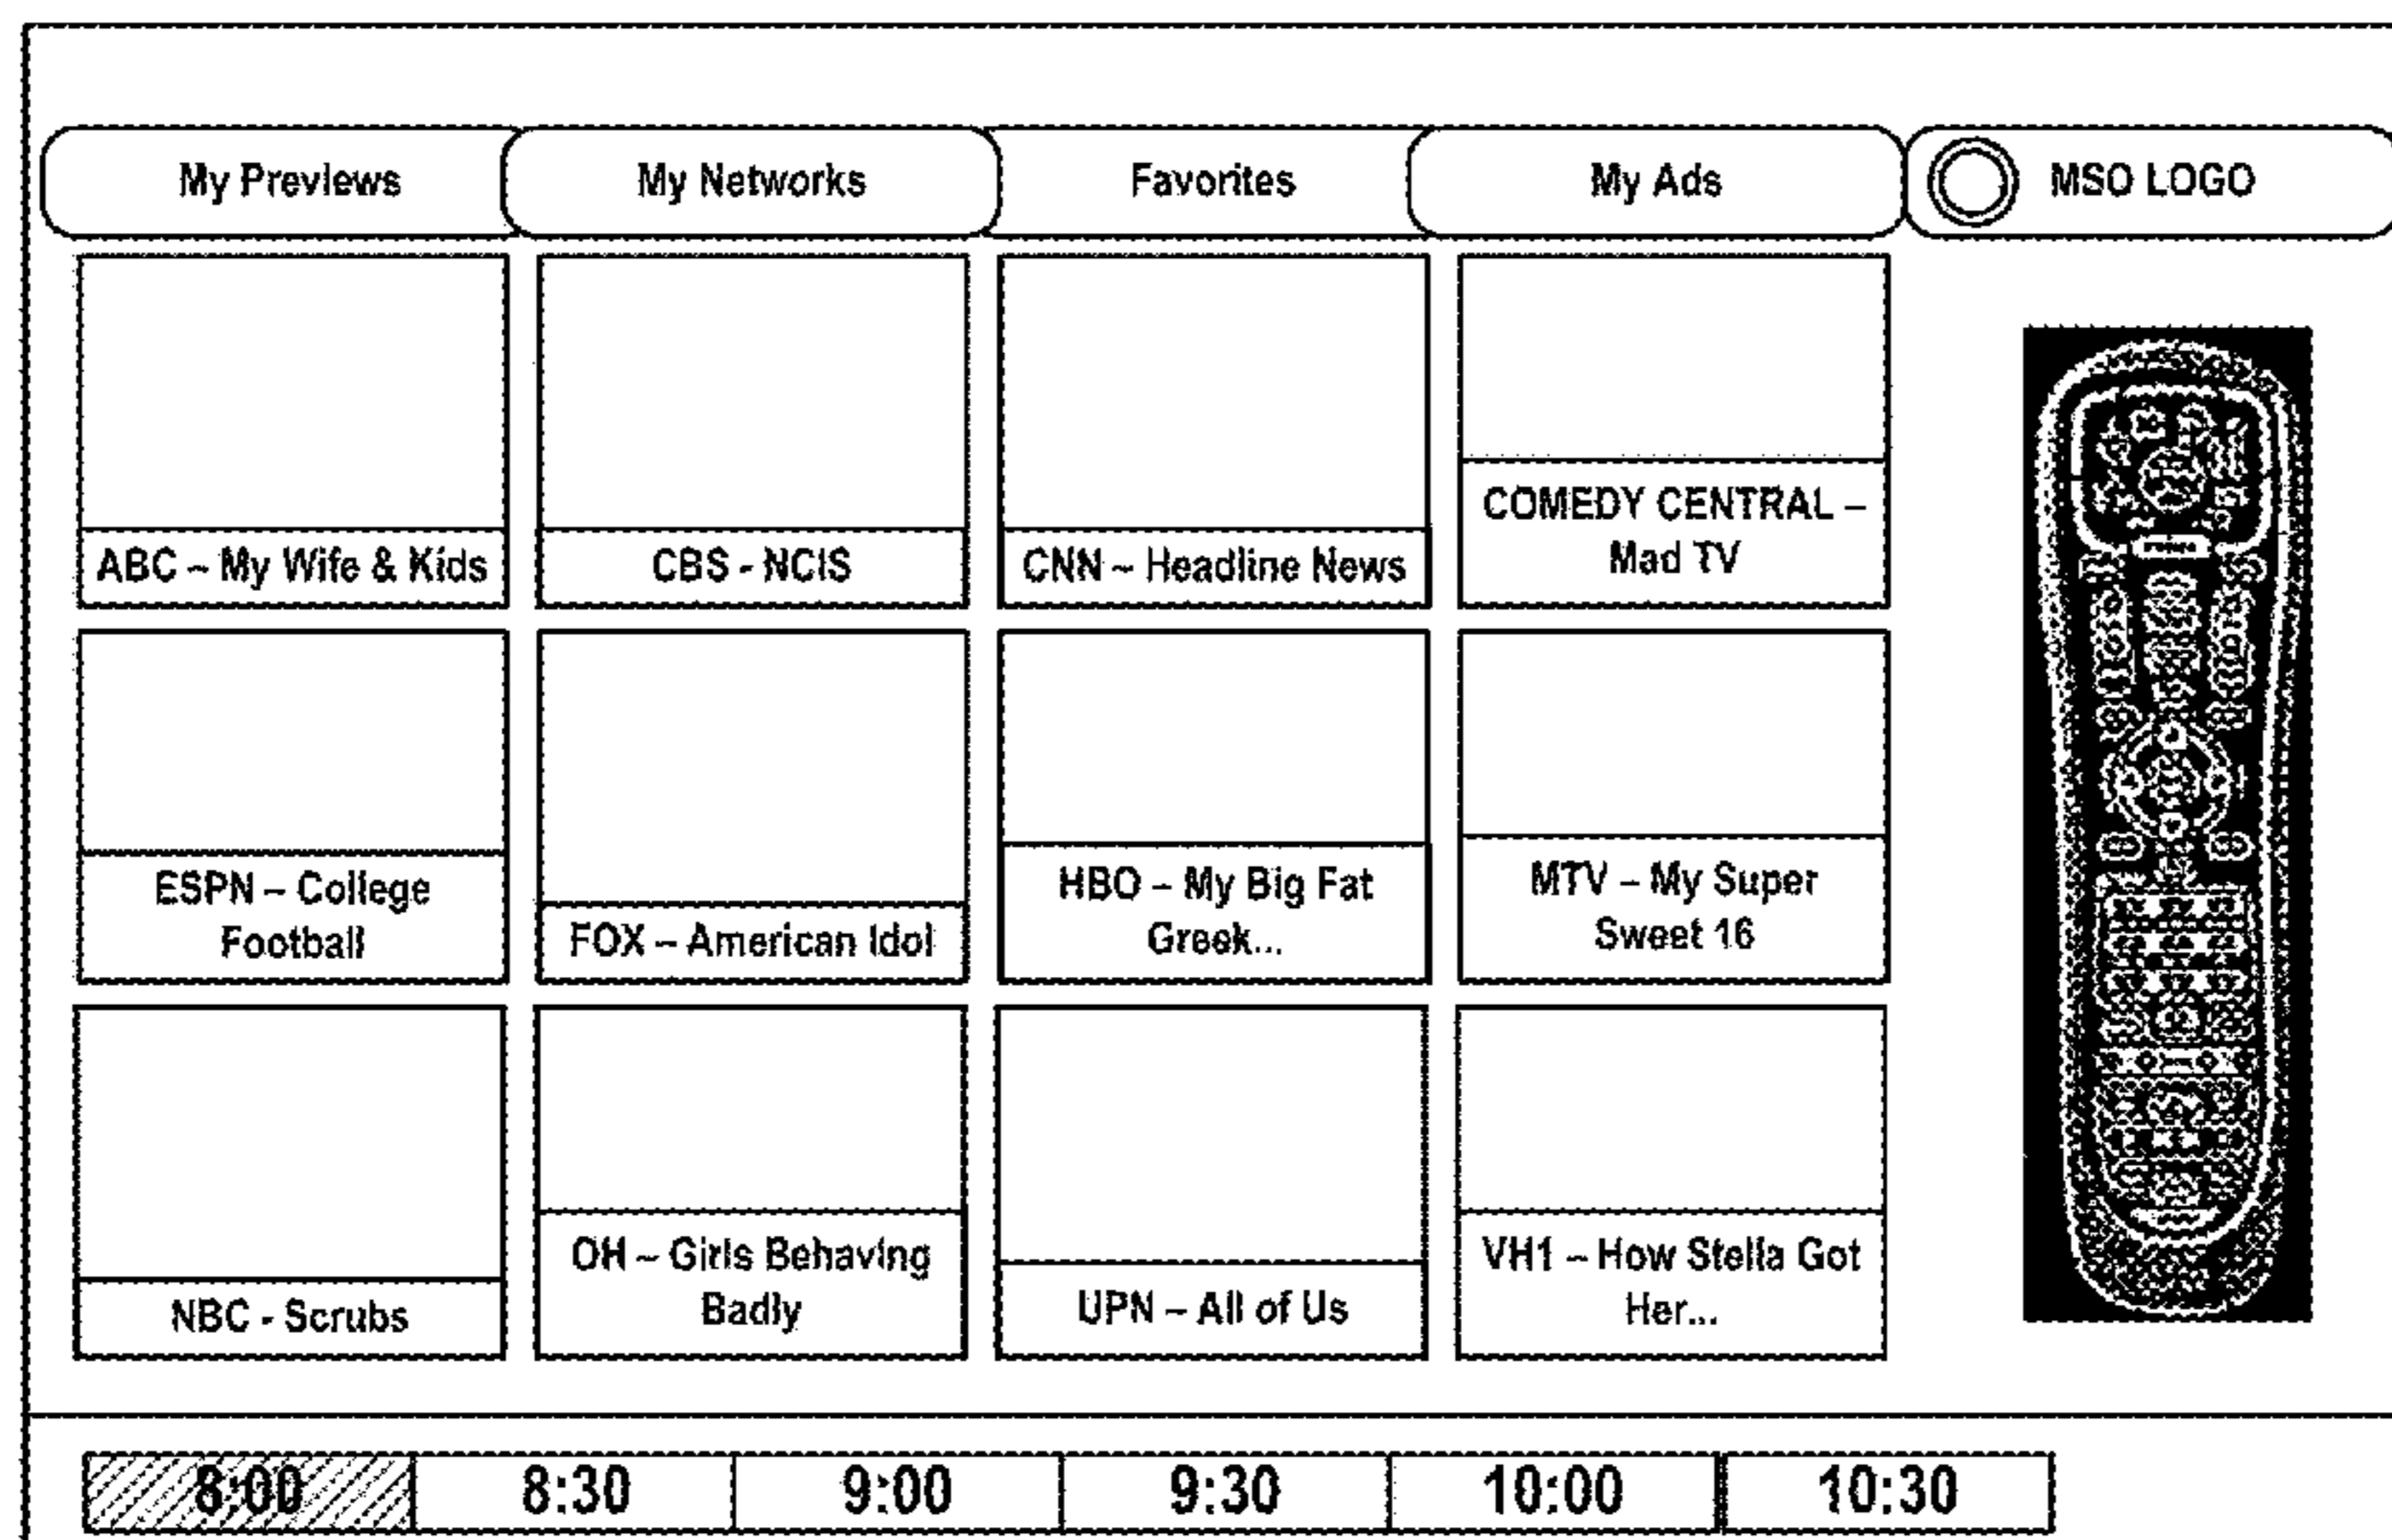 My Previews My Networks Favorites My Ads MSO LOGO
COMEDY CENTRAL –
Mad TV
ABC – My Wife & Kids CBS - NCIS CNN – Headline News
ESPN – College
Football
FOX – American Idol
HBO – My Big Fat
Greek...
MTV – My Super
Sweet 16
NBC - Scrubs
OH – Girls Behaving
Badly
UPN – All of Us
VH1 – How Stella Got
Her...
8:00 8:30 9:00 9:30 10:00 10:30